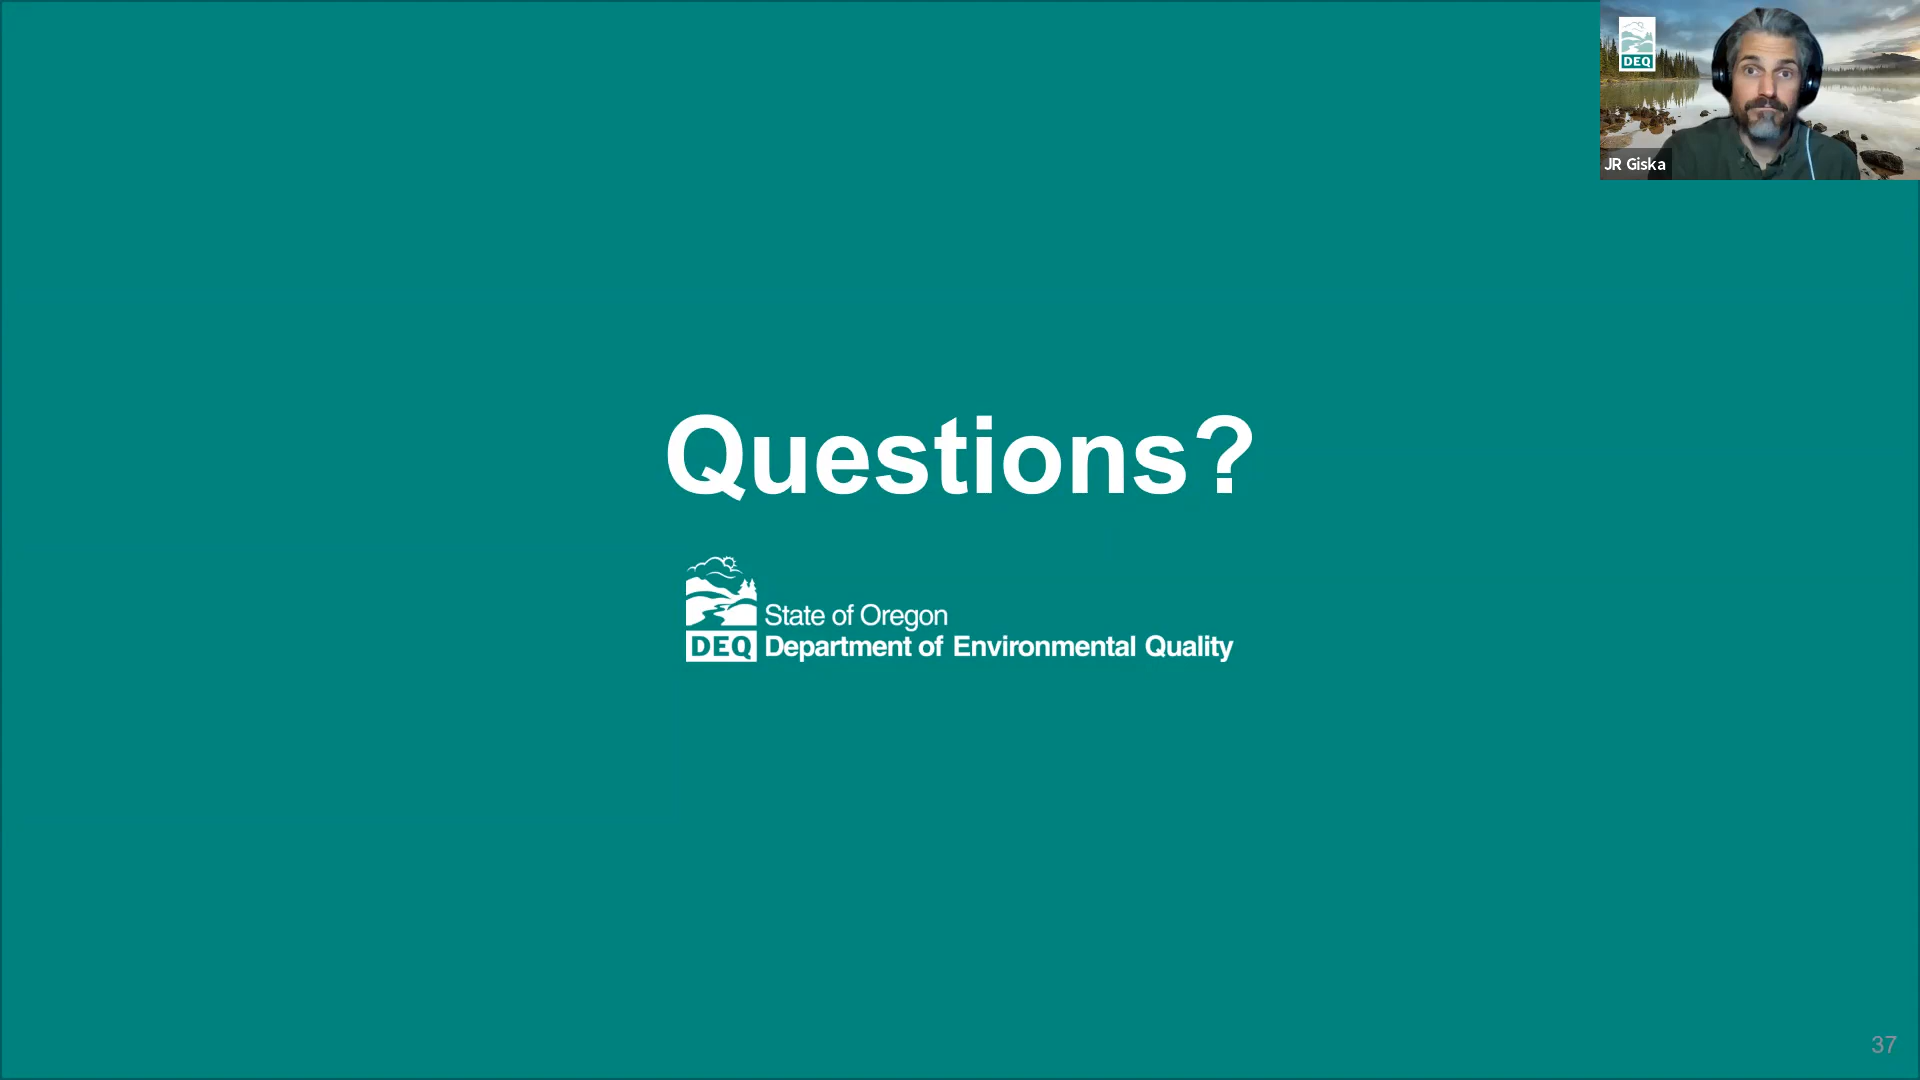 DEQ
JR Giska
Questions?
State of Oregon
DEQ Department of Environmental Quality
37